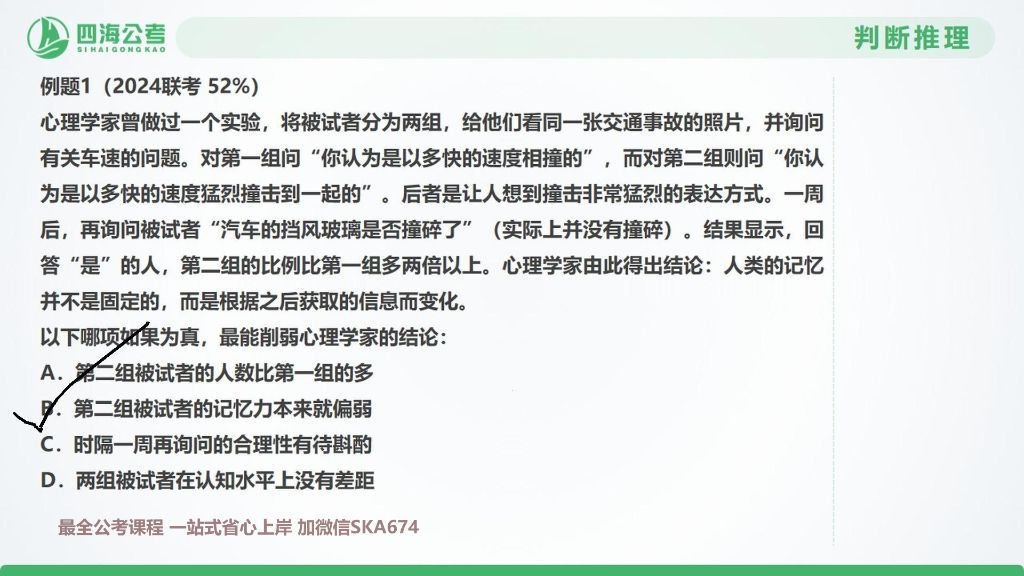 四海公考
SIHAIGONGKAO
判断推理
例题1（2024联考 52%）
心理学家曾做过一个实验，将被试者分为两组，给他们看同一张交通事故的照片，并询问
有关车速的问题。对第一组问“你认为是以多快的速度相撞的”，而对第二组则问“你认
为是以多快的速度猛烈撞击到一起的”。后者是让人想到撞击非常猛烈的表达方式。一周
后，再询问被试者“汽车的挡风玻璃是否撞碎了”（实际上并没有撞碎）。结果显示，回
答“是”的人，第二组的比例比第一组多两倍以上。心理学家由此得出结论：人类的记忆
并不是固定的，而是根据之后获取的信息而变化。
以下哪项如果为真，最能削弱心理学家的结论：
A．第二组被试者的人数比第一组的多
B．第二组被试者的记忆力本来就偏弱
C．时隔一周再询问的合理性有待斟酌
D．两组被试者在认知水平上没有差距
最全公考课程 一站式省心上岸 加微信SKA674